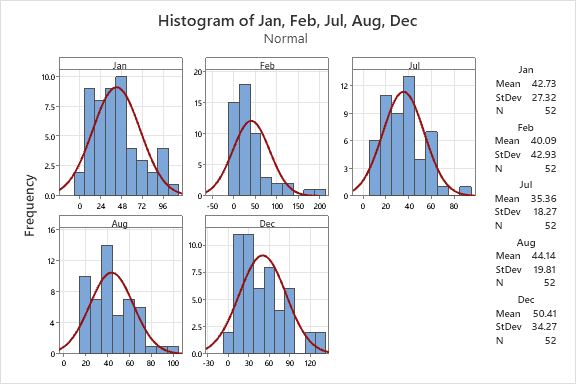 Histogram of Jan, Feb, Jul, Aug, Dec
Normal
Frequency
Jan
10.0
7.5
5.0
2.5
0.0
0 24 48 72 96
Feb
20
15
10
5
0
-50 0 50 100 150 200
Jul
12
9
6
3
0
0 20 40 60 80
Aug
16
12
8
4
0
0 20 40 60 80 100
Dec
10.0
7.5
5.0
2.5
0.0
-30 0 30 60 90 120
Jan
Mean 42.73
StDev 27.32
N 52
Feb
Mean 40.09
StDev 42.93
N 52
Jul
Mean 35.36
StDev 18.27
N 52
Aug
Mean 44.14
StDev 19.81
N 52
Dec
Mean 50.41
StDev 34.27
N 52